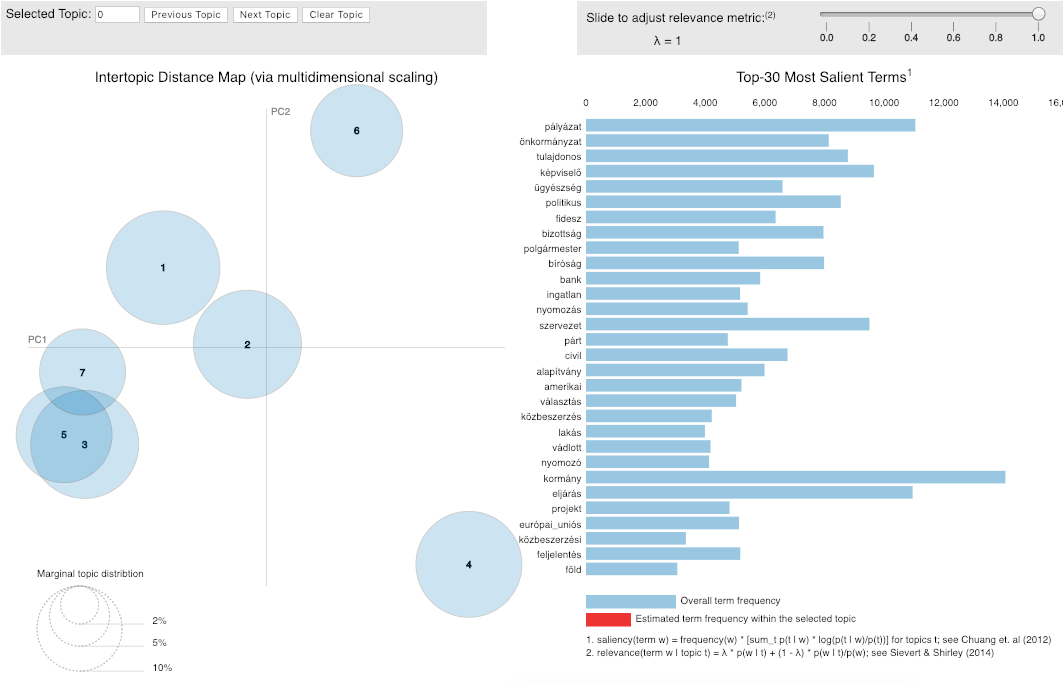 Selected Topic: 0 Previous Topic Next Topic Clear Topic
Slide to adjust relevance metric:(2)
λ = 1
0.0 0.2 0.4 0.6 0.8 1.0
Intertopic Distance Map (via multidimensional scaling)
PC2
PC1
6
1
2
7
5
3
4
Marginal topic distribtion
2%
5%
10%
Top-30 Most Salient Terms1
0 2,000 4,000 6,000 8,000 10,000 12,000 14,000 16,
pályázat
önkormányzat
tulajdonos
képviselő
ügyészség
politikus
fidesz
bizottság
polgármester
bíróság
bank
ingatlan
nyomozás
szervezet
párt
civil
alapítvány
amerikai
választás
közbeszerzés
lakás
vádlott
nyomozó
kormány
eljárás
projekt
európai_uniós
közbeszerzési
feljelentés
föld
Overall term frequency
Estimated term frequency within the selected topic
1. saliency(term w) = frequency(w) * [sum_t p(t | w) * log(p(t | w)/p(t))] for topics t; see Chuang et. al (2012)
2. relevance(term w | topic t) = λ * p(w | t) + (1 - λ) * p(w | t)/p(w); see Sievert & Shirley (2014)